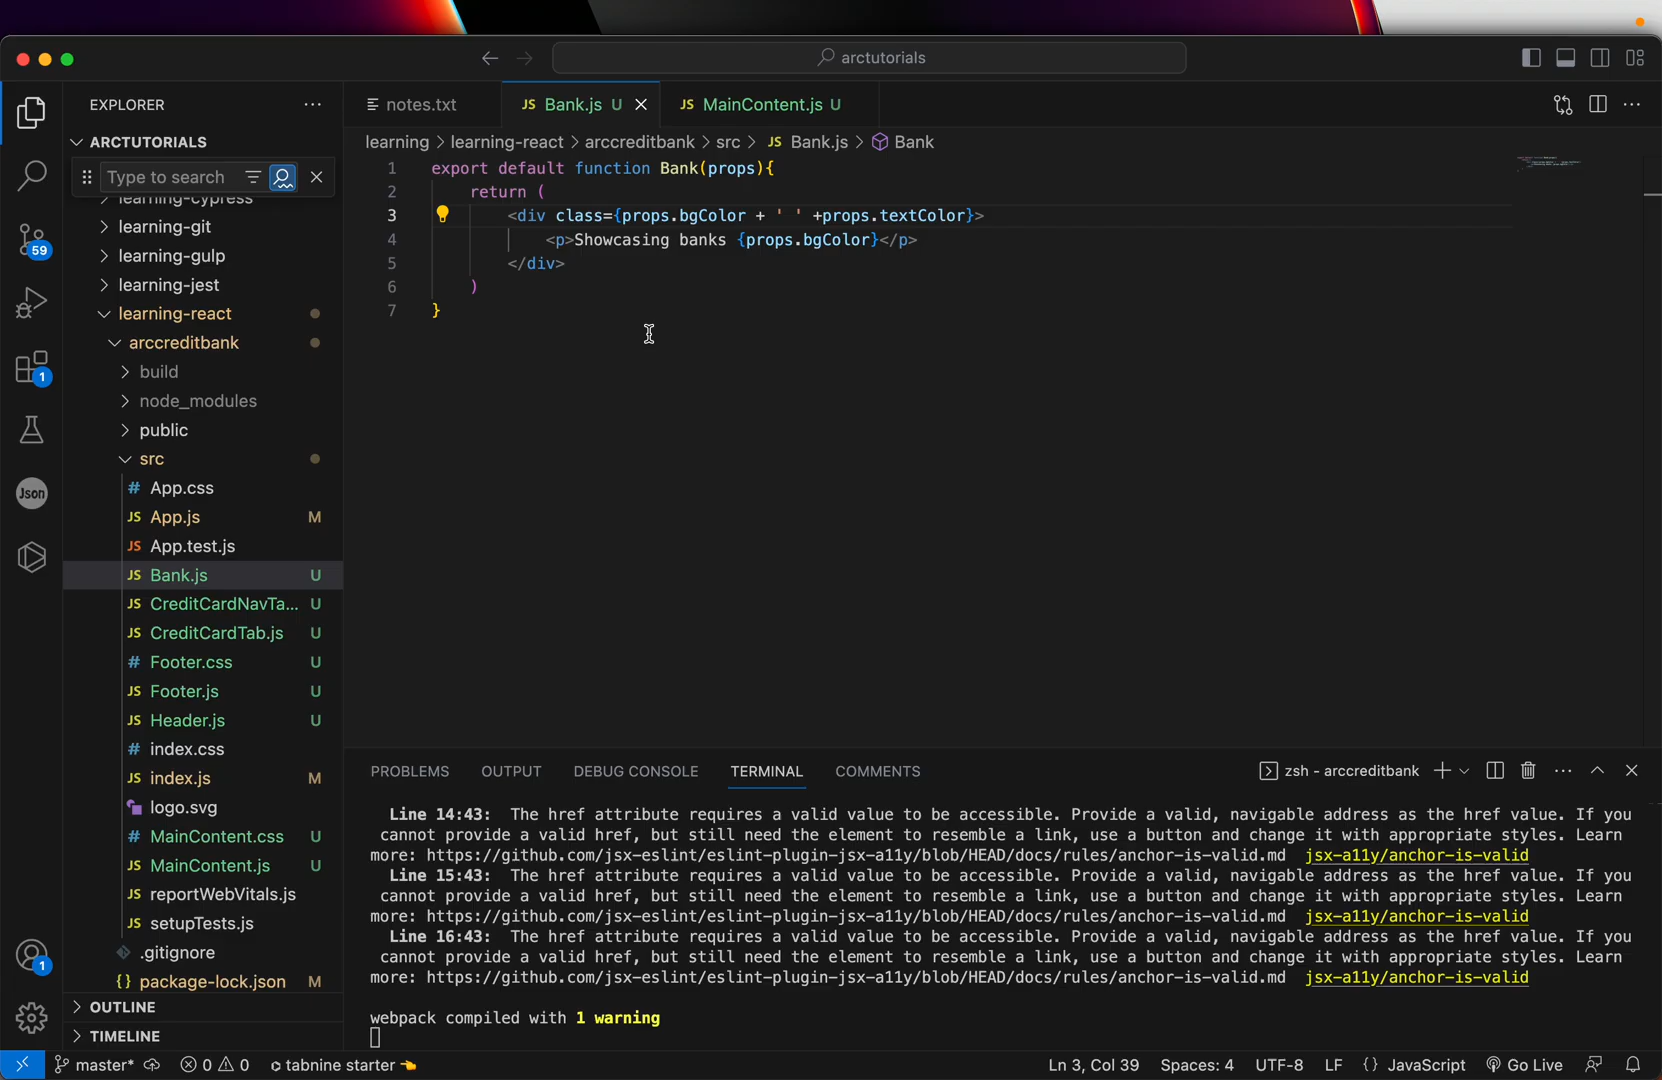 arctutorials
EXPLORER
notes.txt
JS Bank.js U
JS MainContent.js U
ARCTUTORIALS
learning > learning-react > arccreditbank > src > JS Bank.js > Bank
Type to search
learning-cypress
learning-git
learning-gulp
learning-jest
learning-react
arccreditbank
build
node_modules
public
src
# App.css
JS App.js M
JS App.test.js
JS Bank.js U
JS CreditCardNavTa... U
JS CreditCardTab.js U
# Footer.css U
JS Footer.js U
JS Header.js U
# index.css
JS index.js M
logo.svg
# MainContent.css U
JS MainContent.js U
JS reportWebVitals.js
JS setupTests.js
.gitignore
{} package-lock.json M
OUTLINE
TIMELINE
59
1
Json
1
1 export default function Bank(props){
2 return (
3 <div class={props.bgColor + ' ' +props.textColor}>
4 <p>Showcasing banks {props.bgColor}</p>
5 </div>
6 )
7 }
PROBLEMS OUTPUT DEBUG CONSOLE TERMINAL COMMENTS
zsh - arccreditbank
Line 14:43: The href attribute requires a valid value to be accessible. Provide a valid, navigable address as the href value. If you
cannot provide a valid href, but still need the element to resemble a link, use a button and change it with appropriate styles. Learn
more: https://github.com/jsx-eslint/eslint-plugin-jsx-a11y/blob/HEAD/docs/rules/anchor-is-valid.md jsx-a11y/anchor-is-valid
Line 15:43: The href attribute requires a valid value to be accessible. Provide a valid, navigable address as the href value. If you
cannot provide a valid href, but still need the element to resemble a link, use a button and change it with appropriate styles. Learn
more: https://github.com/jsx-eslint/eslint-plugin-jsx-a11y/blob/HEAD/docs/rules/anchor-is-valid.md jsx-a11y/anchor-is-valid
Line 16:43: The href attribute requires a valid value to be accessible. Provide a valid, navigable address as the href value. If you
cannot provide a valid href, but still need the element to resemble a link, use a button and change it with appropriate styles. Learn
more: https://github.com/jsx-eslint/eslint-plugin-jsx-a11y/blob/HEAD/docs/rules/anchor-is-valid.md jsx-a11y/anchor-is-valid
webpack compiled with 1 warning
master* 0 0 tabnine starter Ln 3, Col 39 Spaces: 4 UTF-8 LF {} JavaScript Go Live